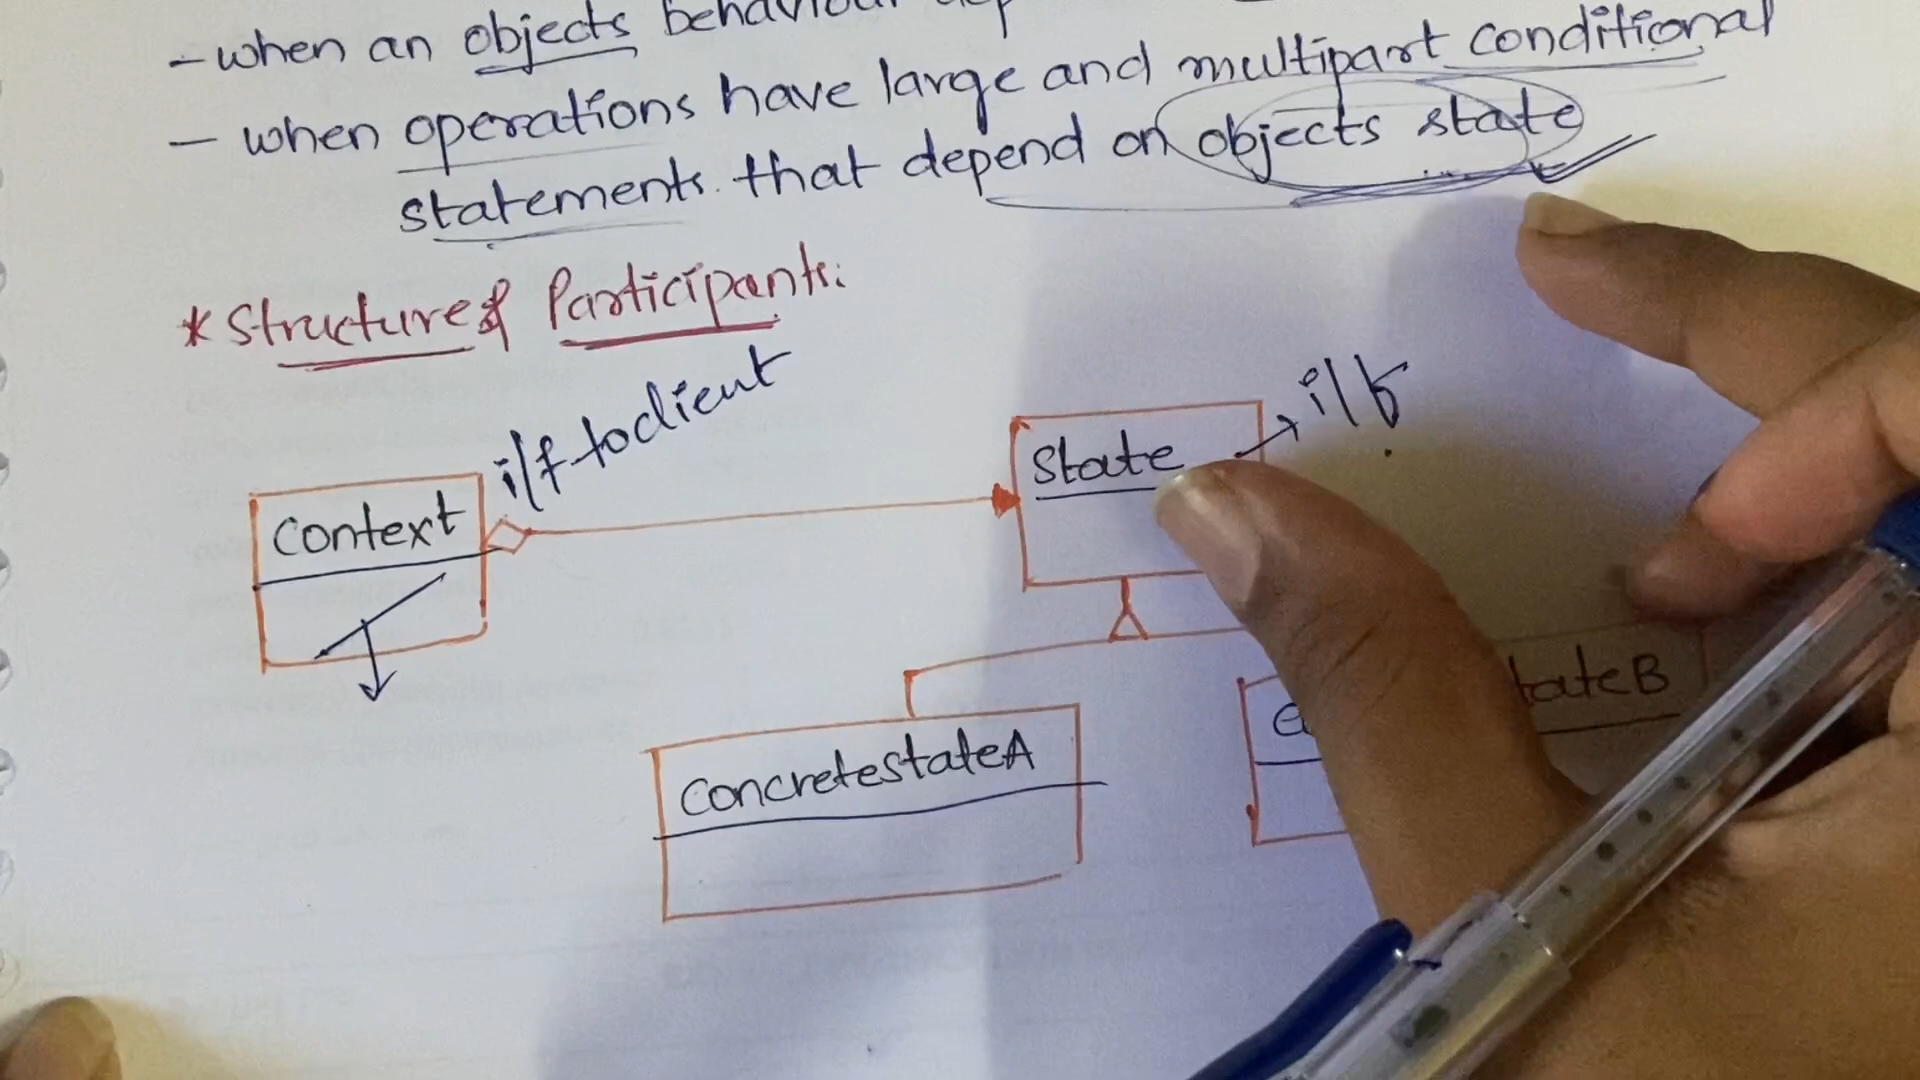 - when an objects behaviour
- when operations have large and multipart conditional
statements that depend on objects state
* Structure & Participants:
i/f to client
State
i/f
Context
ConcretestateA
tateB